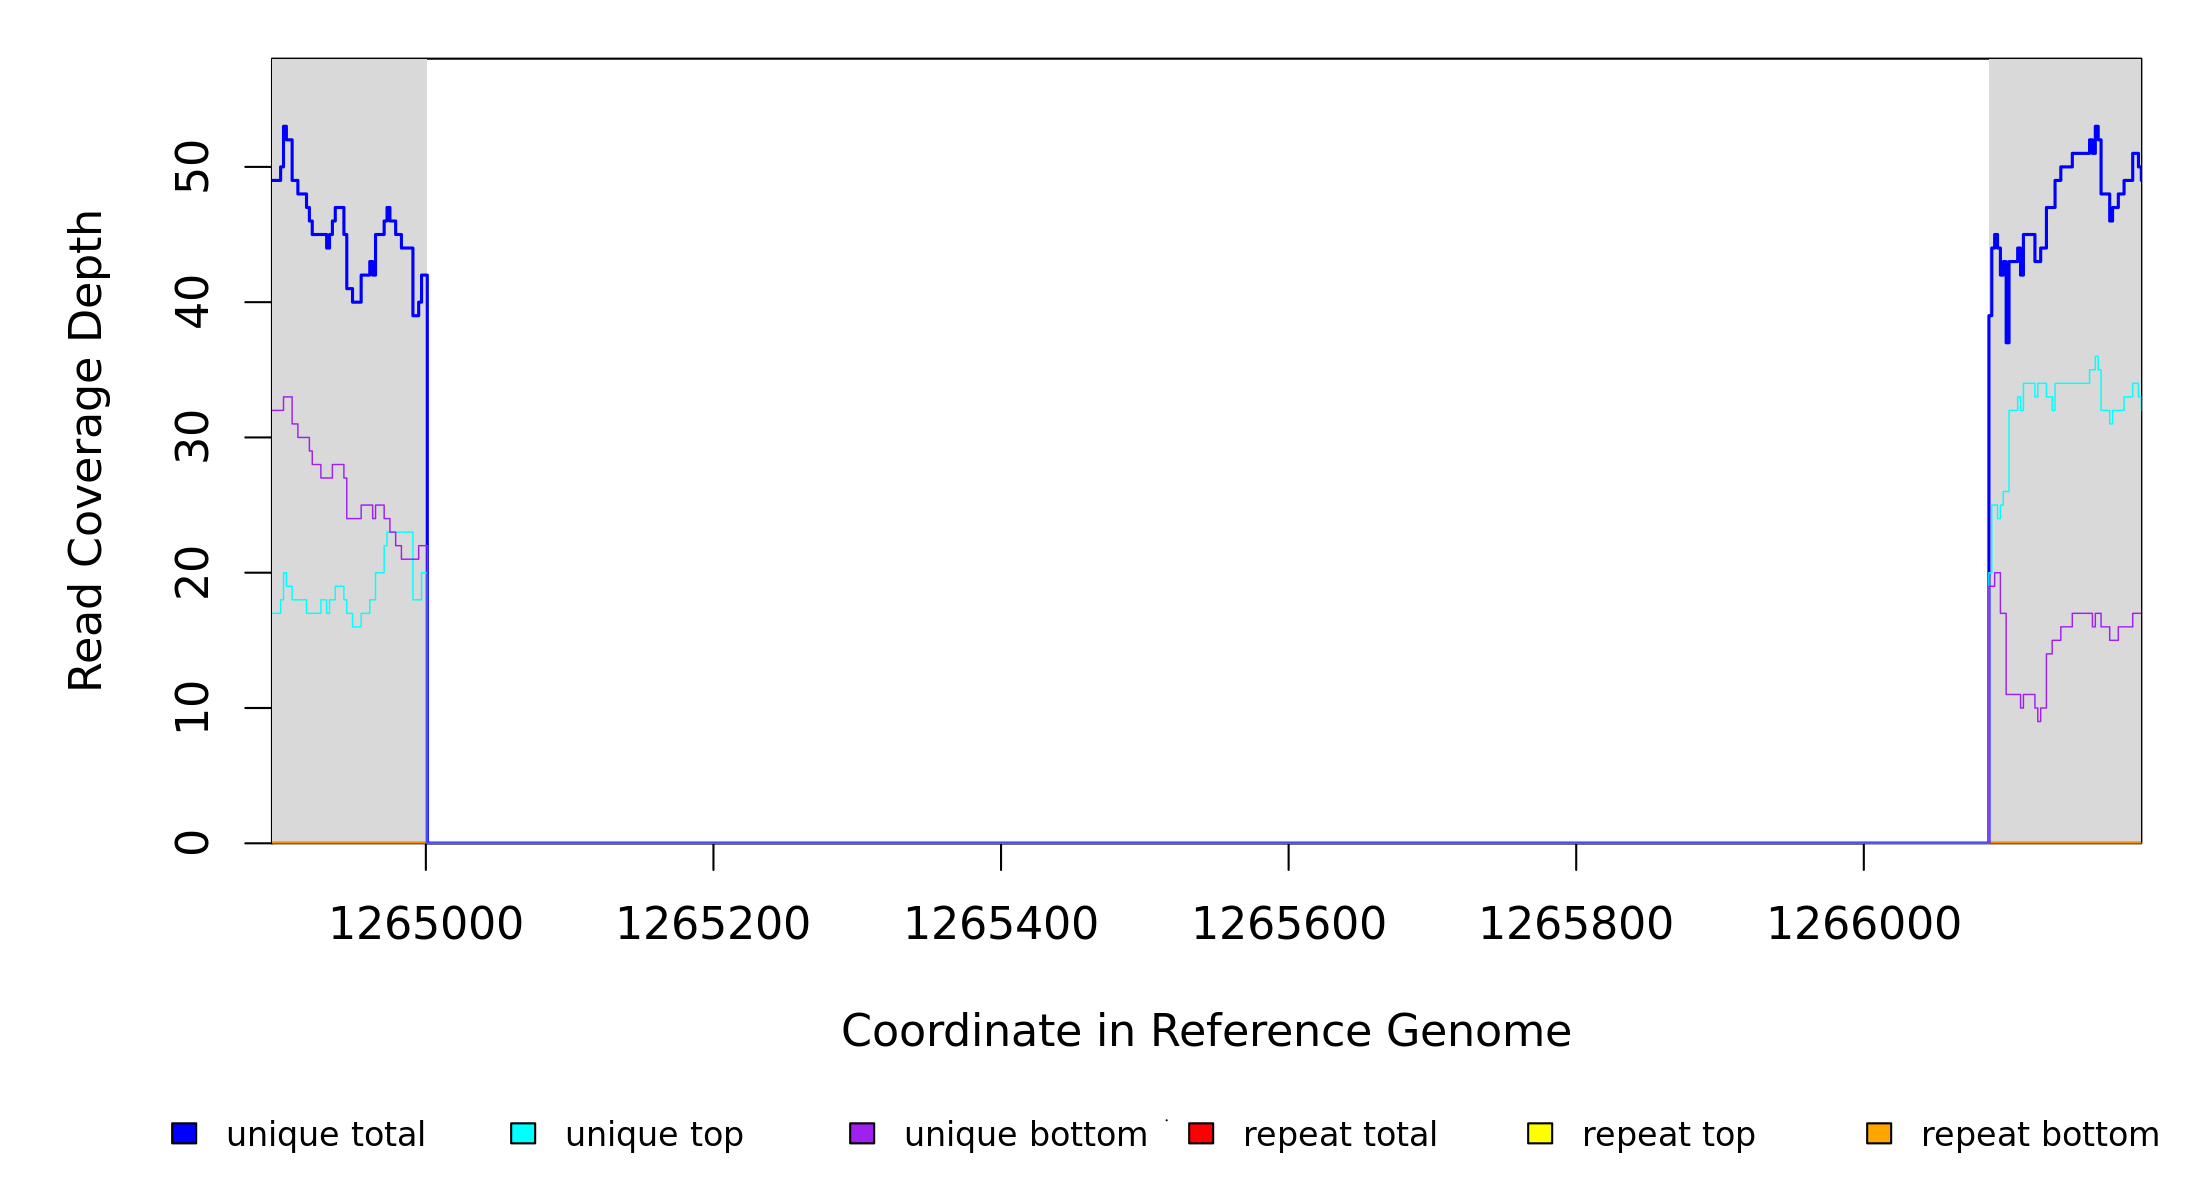 Read Coverage Depth
50
40
30
20
10
0
1265000 1265200 1265400 1265600 1265800 1266000
Coordinate in Reference Genome
unique total unique top unique bottom repeat total repeat top repeat bottom